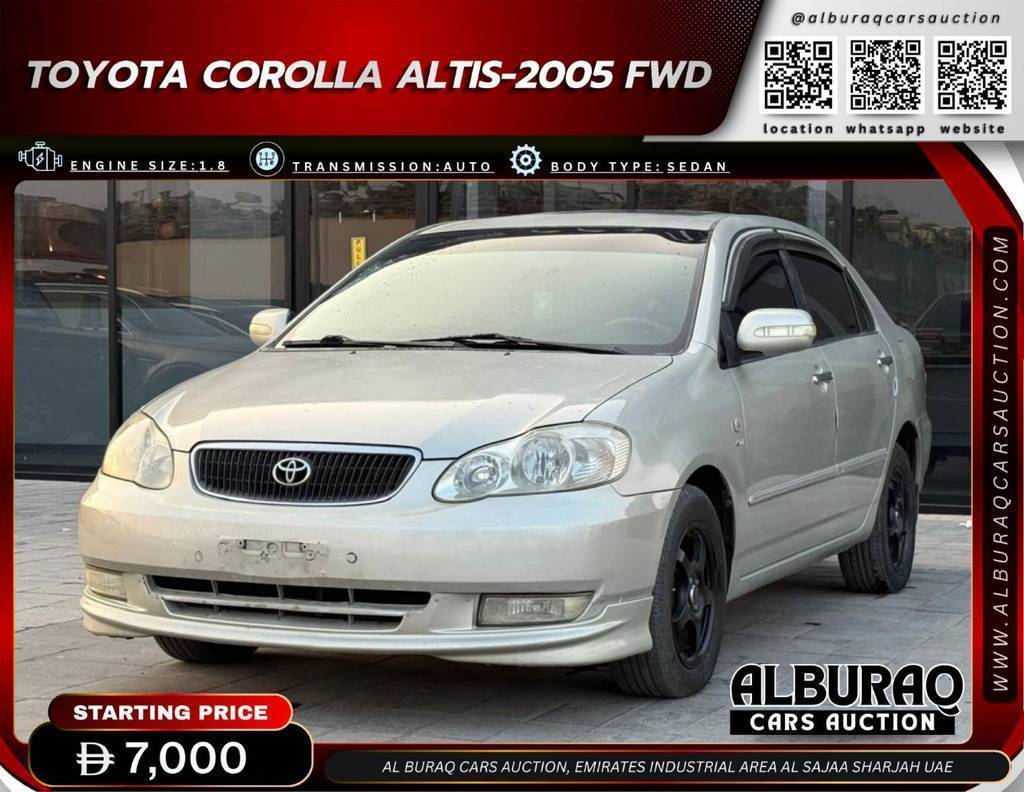 @alburaqcarsauction
TOYOTA COROLLA ALTIS-2005 FWD
location whatsapp website
ENGINE SIZE:1.8 TRANSMISSION:AUTO BODY TYPE: SEDAN
PULL
WWW.ALBURAQCARSAUCTION.COM
ALBURAQ
CARS AUCTION
STARTING PRICE
7,000
AL BURAQ CARS AUCTION, EMIRATES INDUSTRIAL AREA AL SAJAA SHARJAH UAE